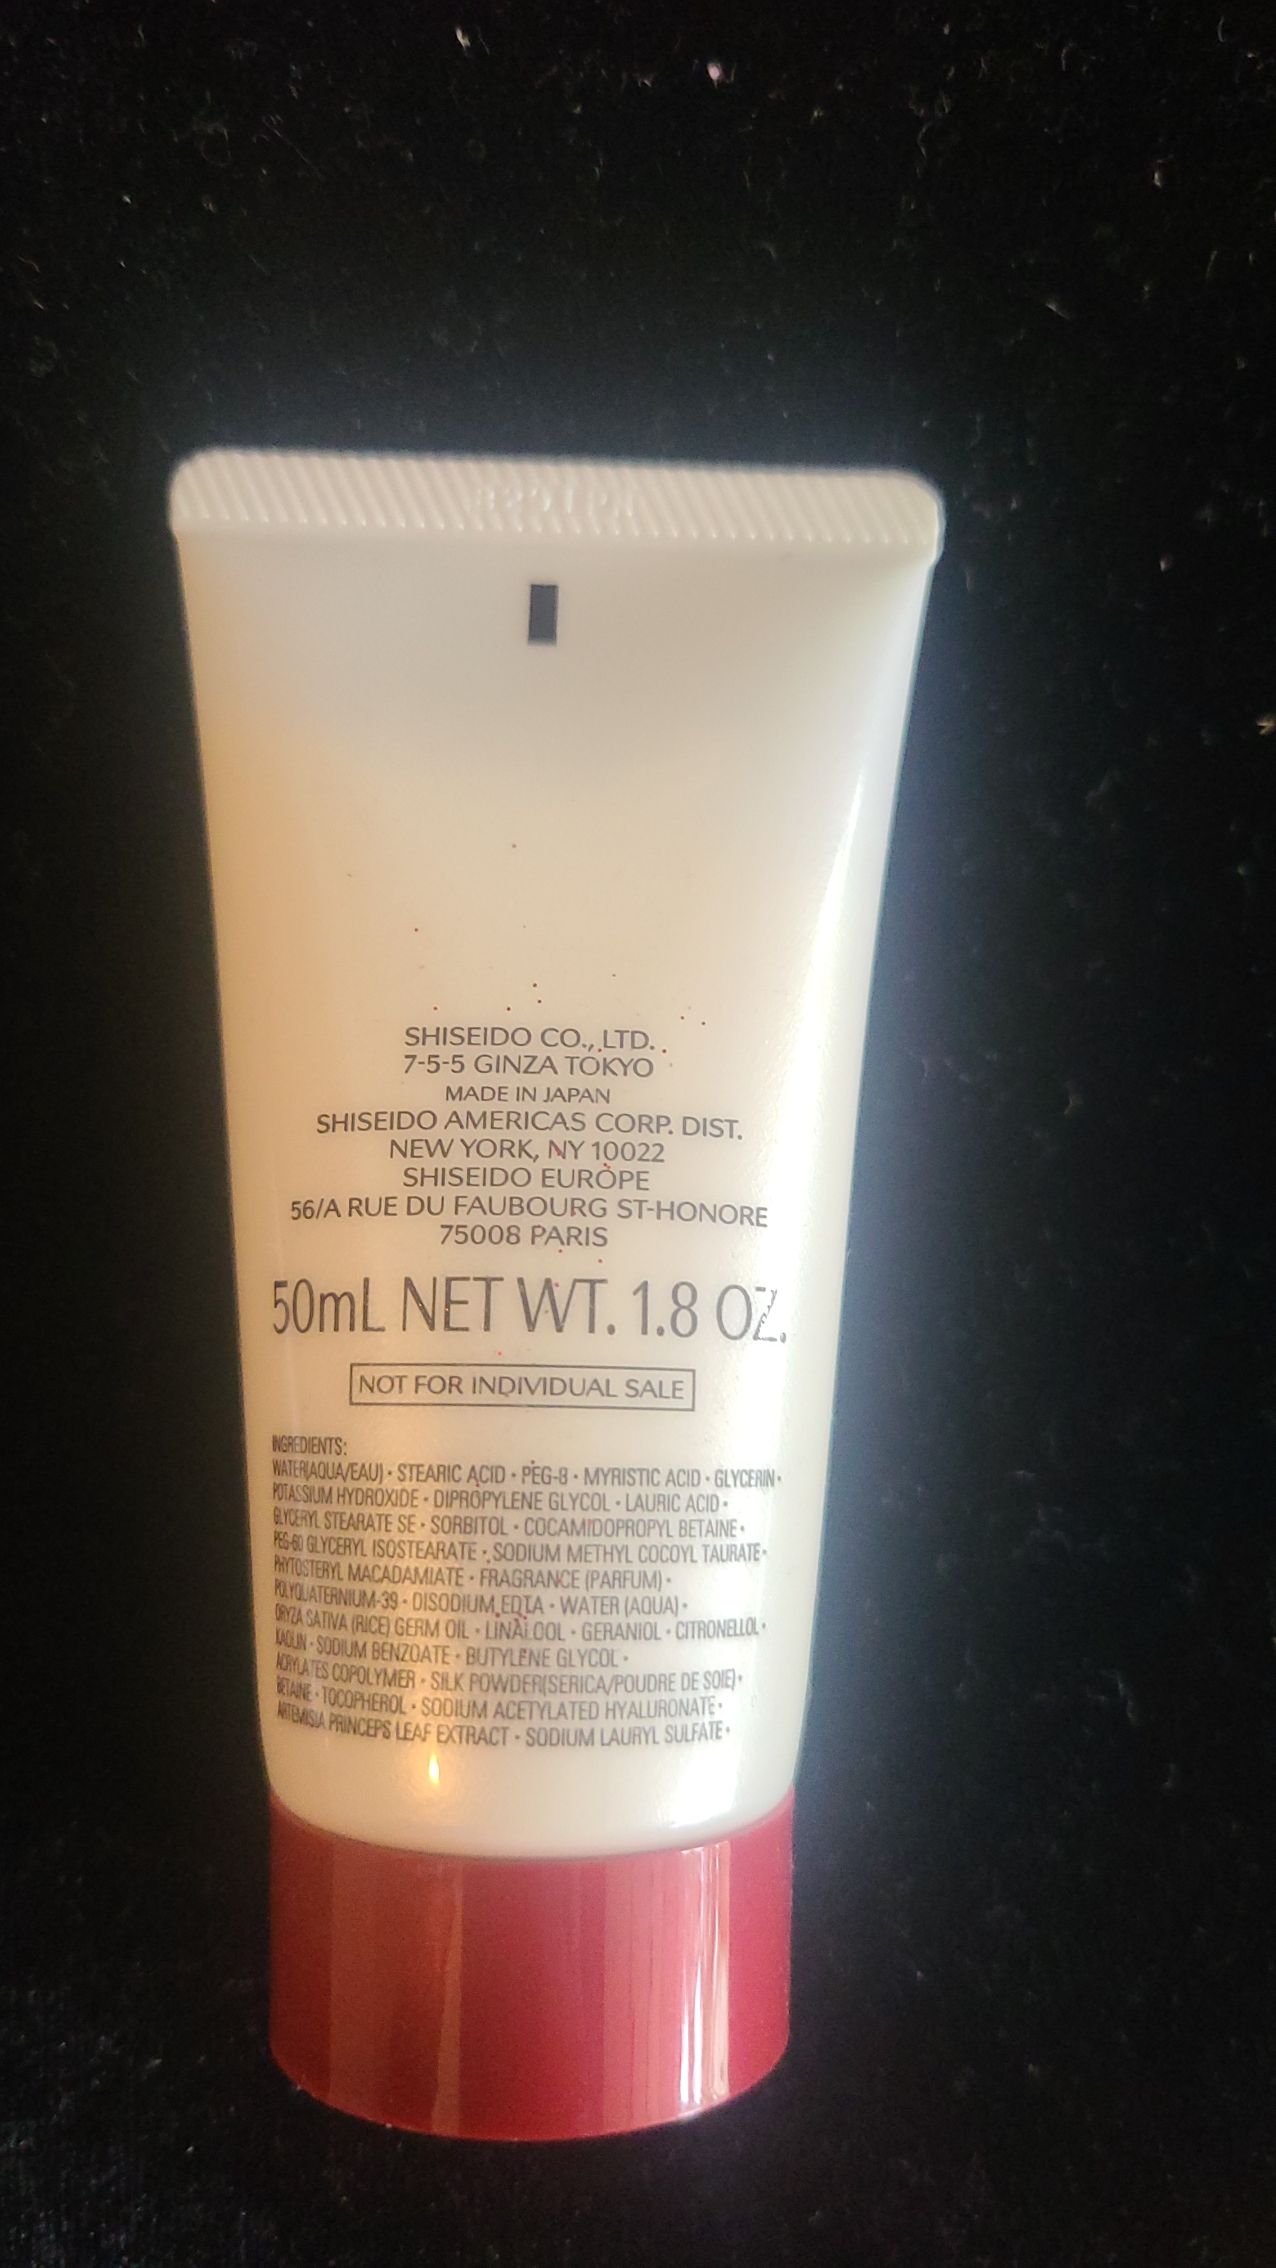 SHISEIDO CO., LTD.
7-5-5 GINZA TOKYO
MADE IN JAPAN
SHISEIDO AMERICAS CORP. DIST.
NEW YORK, NY 10022
SHISEIDO EUROPE
56/A RUE DU FAUBOURG ST-HONORE
75008 PARIS
50mL NET WT. 1.8 OZ.
NOT FOR INDIVIDUAL SALE
INGREDIENTS:
WATER(AQUA/EAU)・STEARIC ACID・PEG-8・MYRISTIC ACID・GLYCERIN・
POTASSIUM HYDROXIDE・DIPROPYLENE GLYCOL・LAURIC ACID・
GLYCERYL STEARATE SE・SORBITOL・COCAMIDOPROPYL BETAINE・
PEG-60 GLYCERYL ISOSTEARATE・SODIUM METHYL COCOYL TAURATE・
PHYTOSTERYL MACADAMIATE・FRAGRANCE (PARFUM)・
POLYQUATERNIUM-39・DISODIUM EDTA・WATER (AQUA)・
ORYZA SATIVA (RICE) GERM OIL・LINALOOL・GERANIOL・CITRONELLOL・
KAOLIN・SODIUM BENZOATE・BUTYLENE GLYCOL・
ACRYLATES COPOLYMER・SILK POWDER(SERICA/POUDRE DE SOIE)・
BETAINE・TOCOPHEROL・SODIUM ACETYLATED HYALURONATE・
ARTEMISIA PRINCEPS LEAF EXTRACT・SODIUM LAURYL SULFATE・